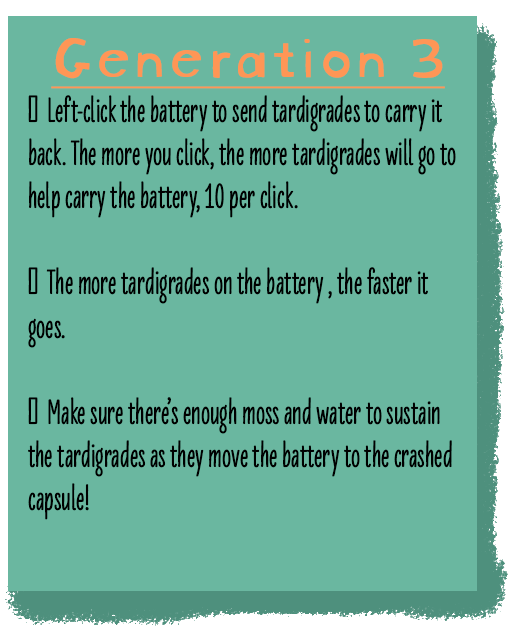 Generation 3
▯ Left-click the battery to send tardigrades to carry it
back. The more you click, the more tardigrades will go to
help carry the battery, 10 per click.
▯ The more tardigrades on the battery , the faster it
goes.
▯ Make sure there's enough moss and water to sustain
the tardigrades as they move the battery to the crashed
capsule!